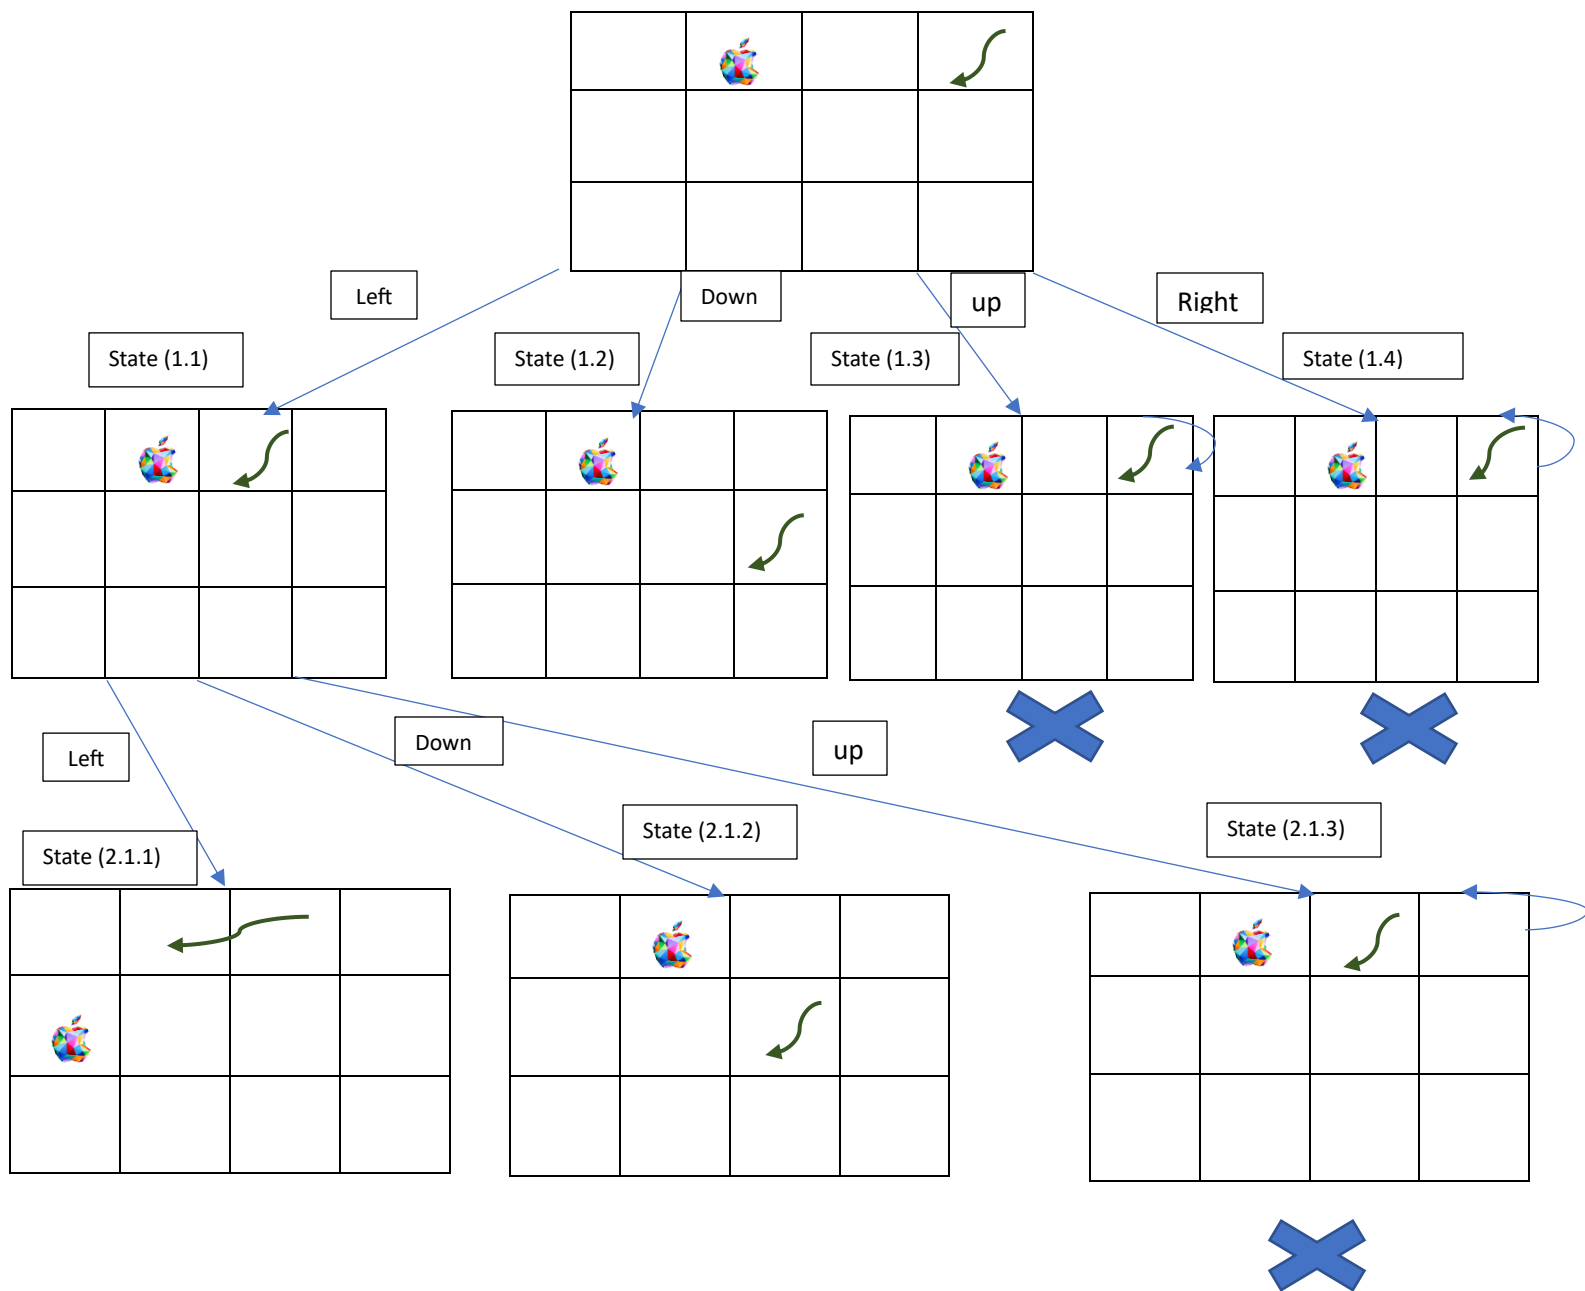 Left
Down
up
Right
State (1.1)
State (1.2)
State (1.3)
State (1.4)
Left
Down
up
State (2.1.1)
State (2.1.2)
State (2.1.3)